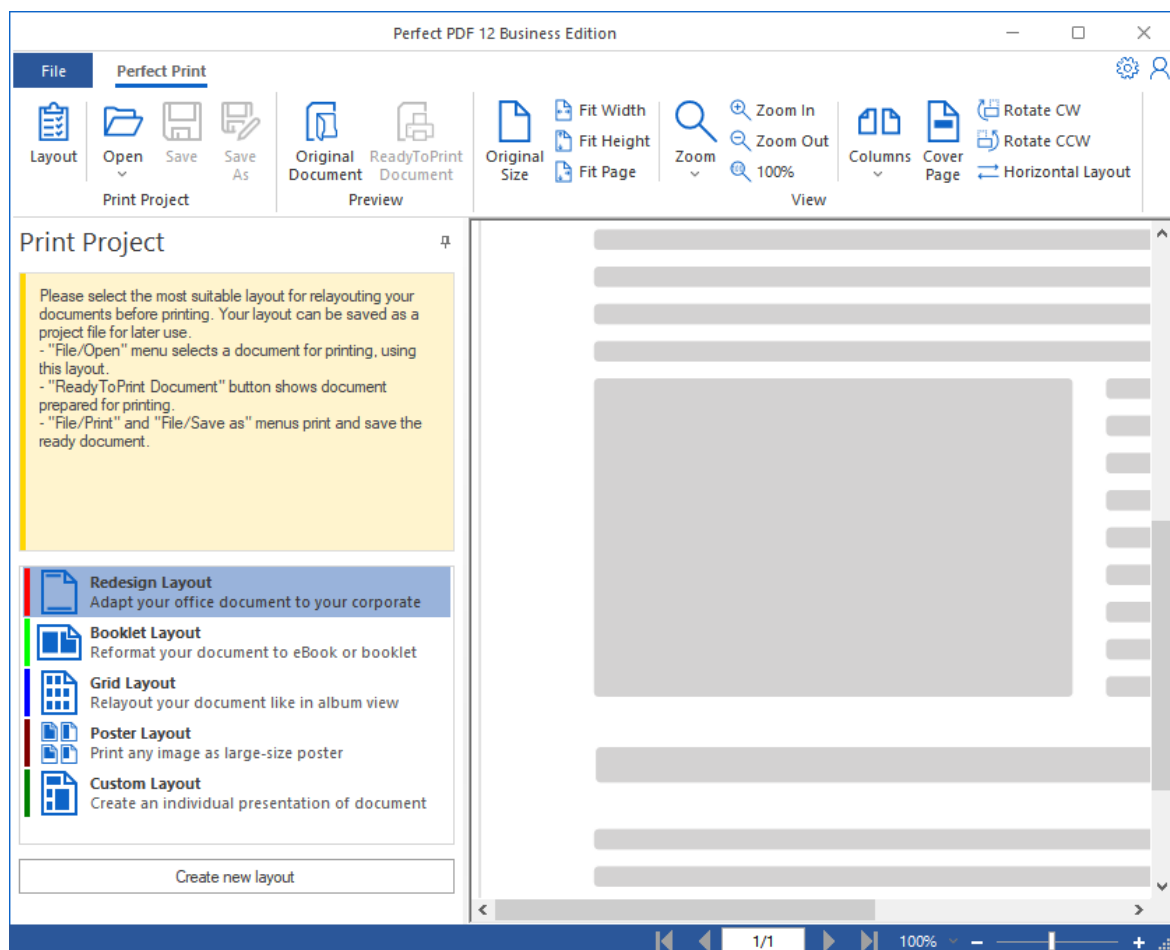 Perfect PDF 12 Business Edition
File
Perfect Print
Layout
Open
Save
Save
As
Print Project
Original
Document
ReadyToPrint
Document
Preview
Original
Size
Fit Width
Fit Height
Fit Page
Zoom
Zoom In
Zoom Out
100%
Columns
Cover
Page
Rotate CW
Rotate CCW
Horizontal Layout
View
Print Project
Please select the most suitable layout for relayouting your
documents before printing. Your layout can be saved as a
project file for later use.
- "File/Open" menu selects a document for printing, using
this layout.
- "ReadyToPrint Document" button shows document
prepared for printing.
- "File/Print" and "File/Save as" menus print and save the
ready document.
Redesign Layout
Adapt your office document to your corporate
Booklet Layout
Reformat your document to eBook or booklet
Grid Layout
Relayout your document like in album view
Poster Layout
Print any image as large-size poster
Custom Layout
Create an individual presentation of document
Create new layout
1/1
100%